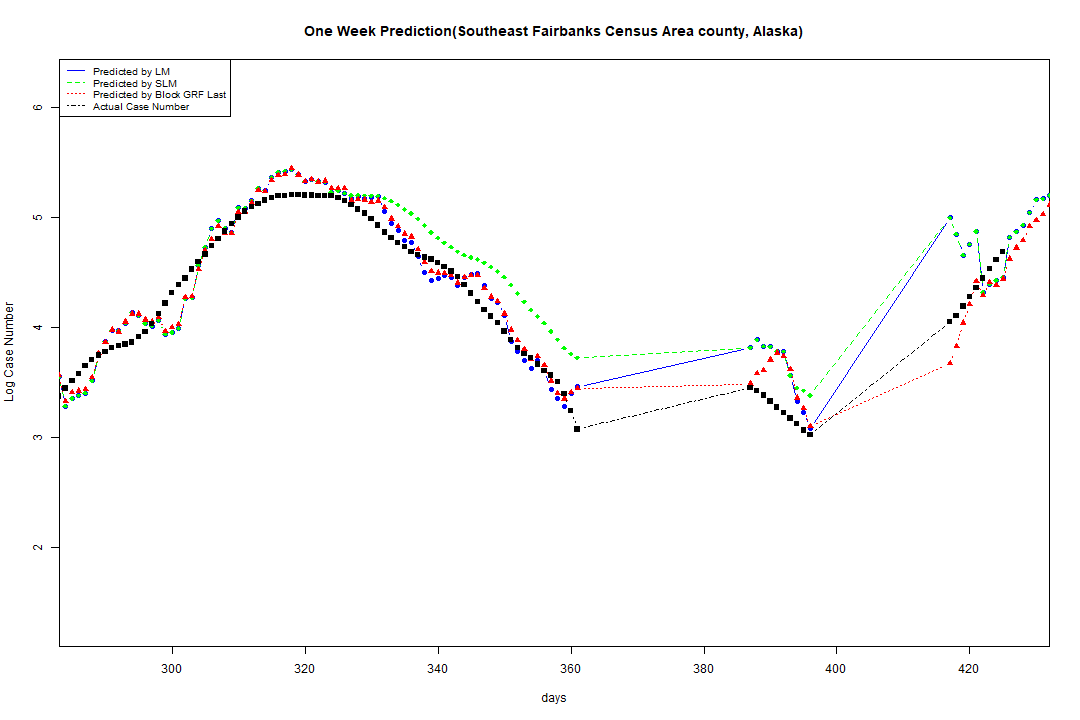 One Week Prediction(Southeast Fairbanks Census Area county, Alaska)
Predicted by LM
Predicted by SLM
Predicted by Block GRF Last
Actual Case Number
6
5
4
3
2
Log Case Number
300 320 340 360 380 400 420
days